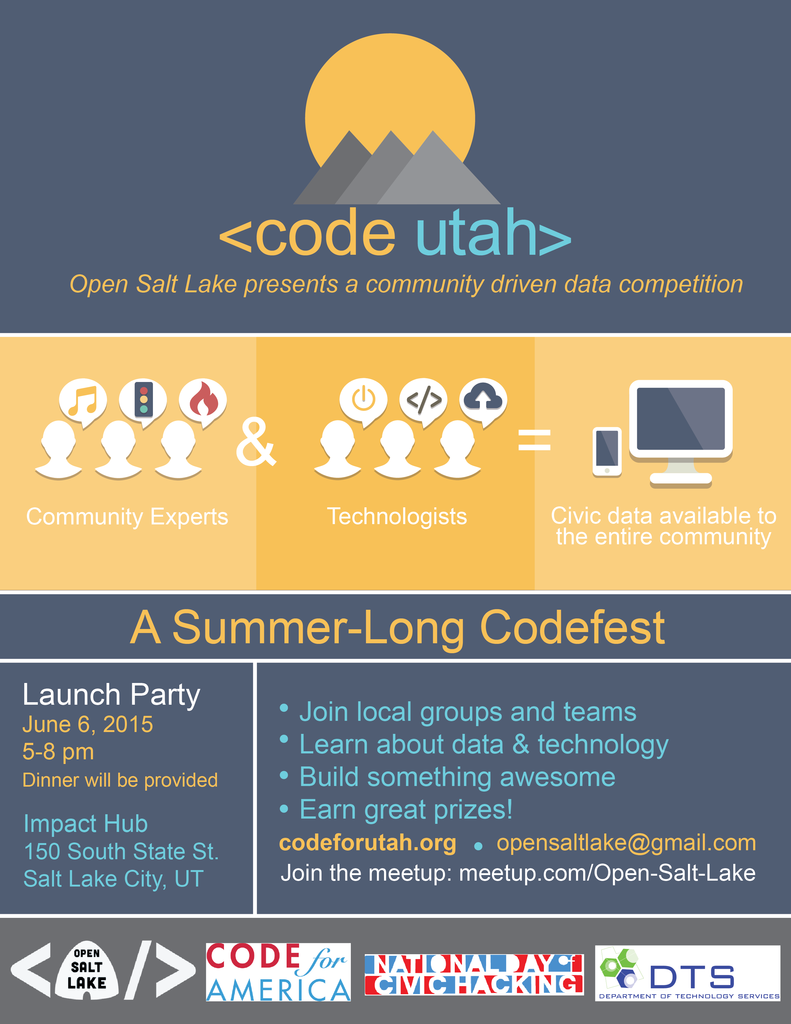 <code utah>
Open Salt Lake presents a community driven data competition
</>
&
=
Community Experts
Technologists
Civic data available to
the entire community
A Summer-Long Codefest
Launch Party
June 6, 2015
5-8 pm
Dinner will be provided
Impact Hub
150 South State St.
Salt Lake City, UT
• Join local groups and teams
• Learn about data & technology
• Build something awesome
• Earn great prizes!
codeforutah.org • opensaltlake@gmail.com
Join the meetup: meetup.com/Open-Salt-Lake
< OPEN
SALT
LAKE />
CODE for
AMERICA
NATIONAL DAY of
CIVIC HACKING
DTS
DEPARTMENT OF TECHNOLOGY SERVICES